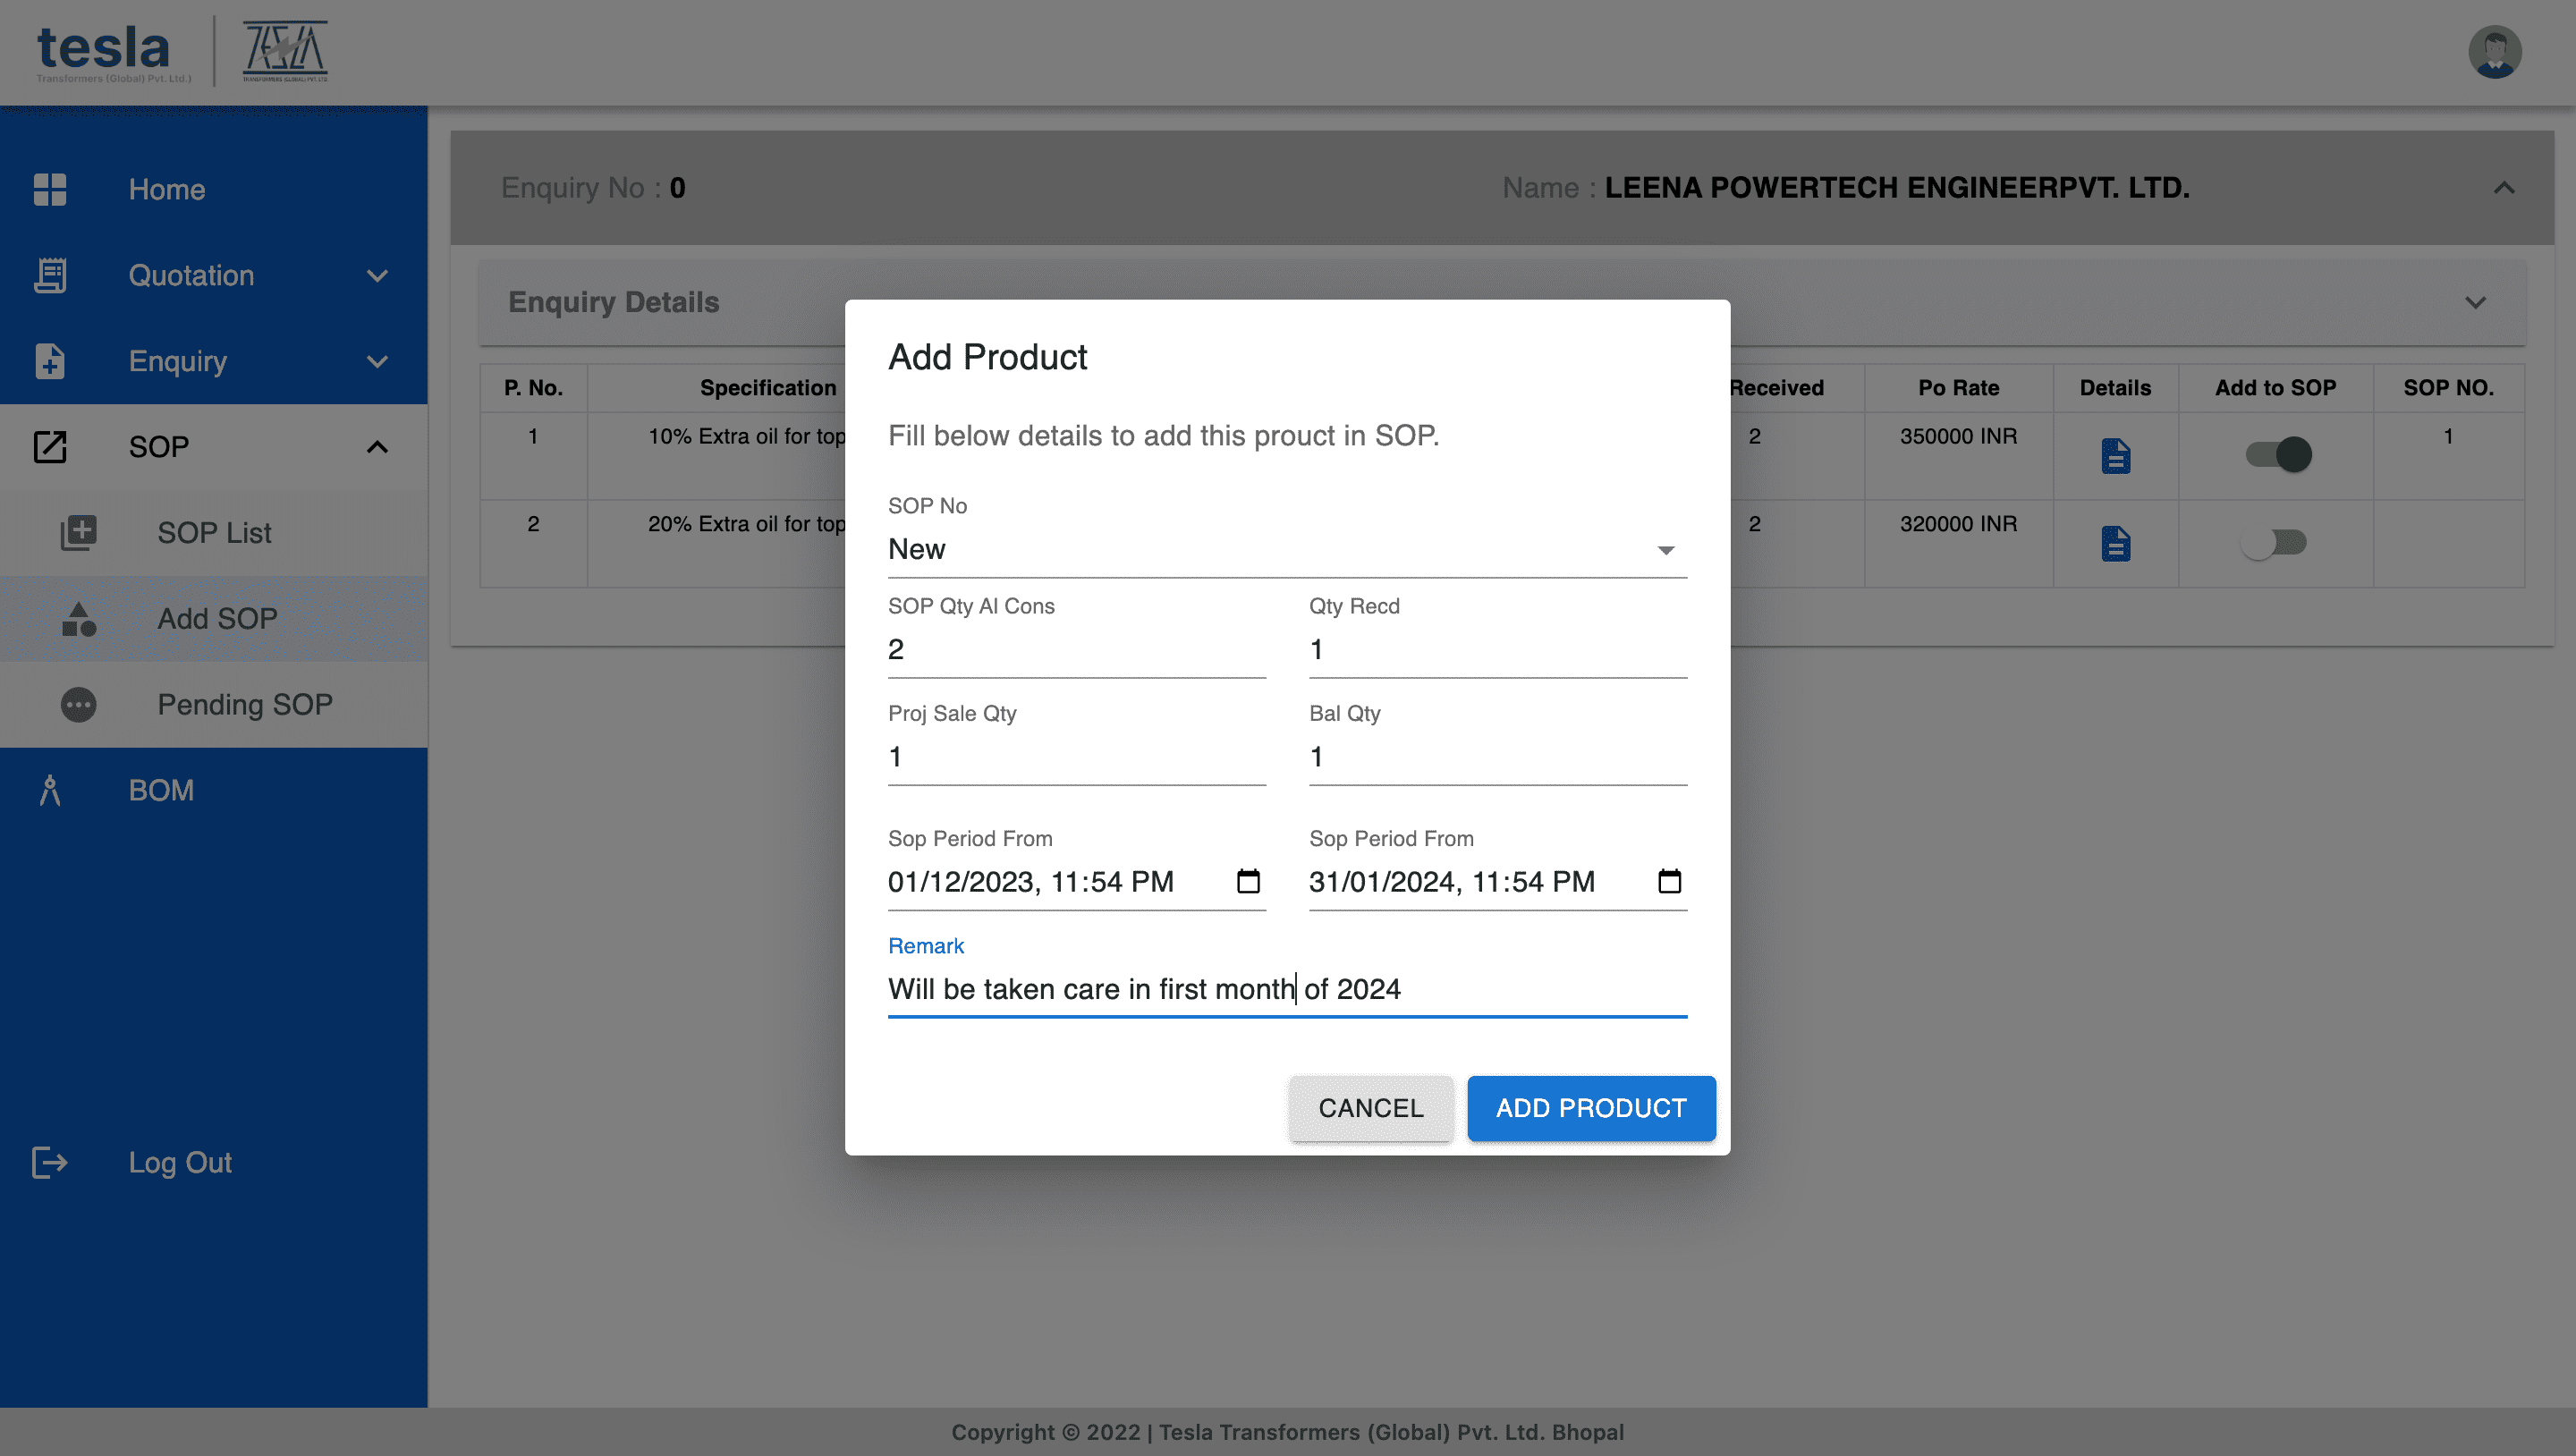 tesla
Transformers (Global) Pvt. Ltd.)
TESLA
TRANSFORMERS (GLOBAL) PVT. LTD.
Home
Quotation
Enquiry
SOP
SOP List
Add SOP
Pending SOP
BOM
Log Out
Enquiry No : 0 Name : LEENA POWERTECH ENGINEERPVT. LTD.
Enquiry Details
P. No. Specification Received Po Rate Details Add to SOP SOP NO.
1 10% Extra oil for top 2 350000 INR 1
2 20% Extra oil for top 2 320000 INR
Add Product
Fill below details to add this prouct in SOP.
SOP No
New
SOP Qty Al Cons Qty Recd
2 1
Proj Sale Qty Bal Qty
1 1
Sop Period From Sop Period From
01/12/2023, 11:54 PM 31/01/2024, 11:54 PM
Remark
Will be taken care in first month of 2024
CANCEL ADD PRODUCT
Copyright © 2022 | Tesla Transformers (Global) Pvt. Ltd. Bhopal